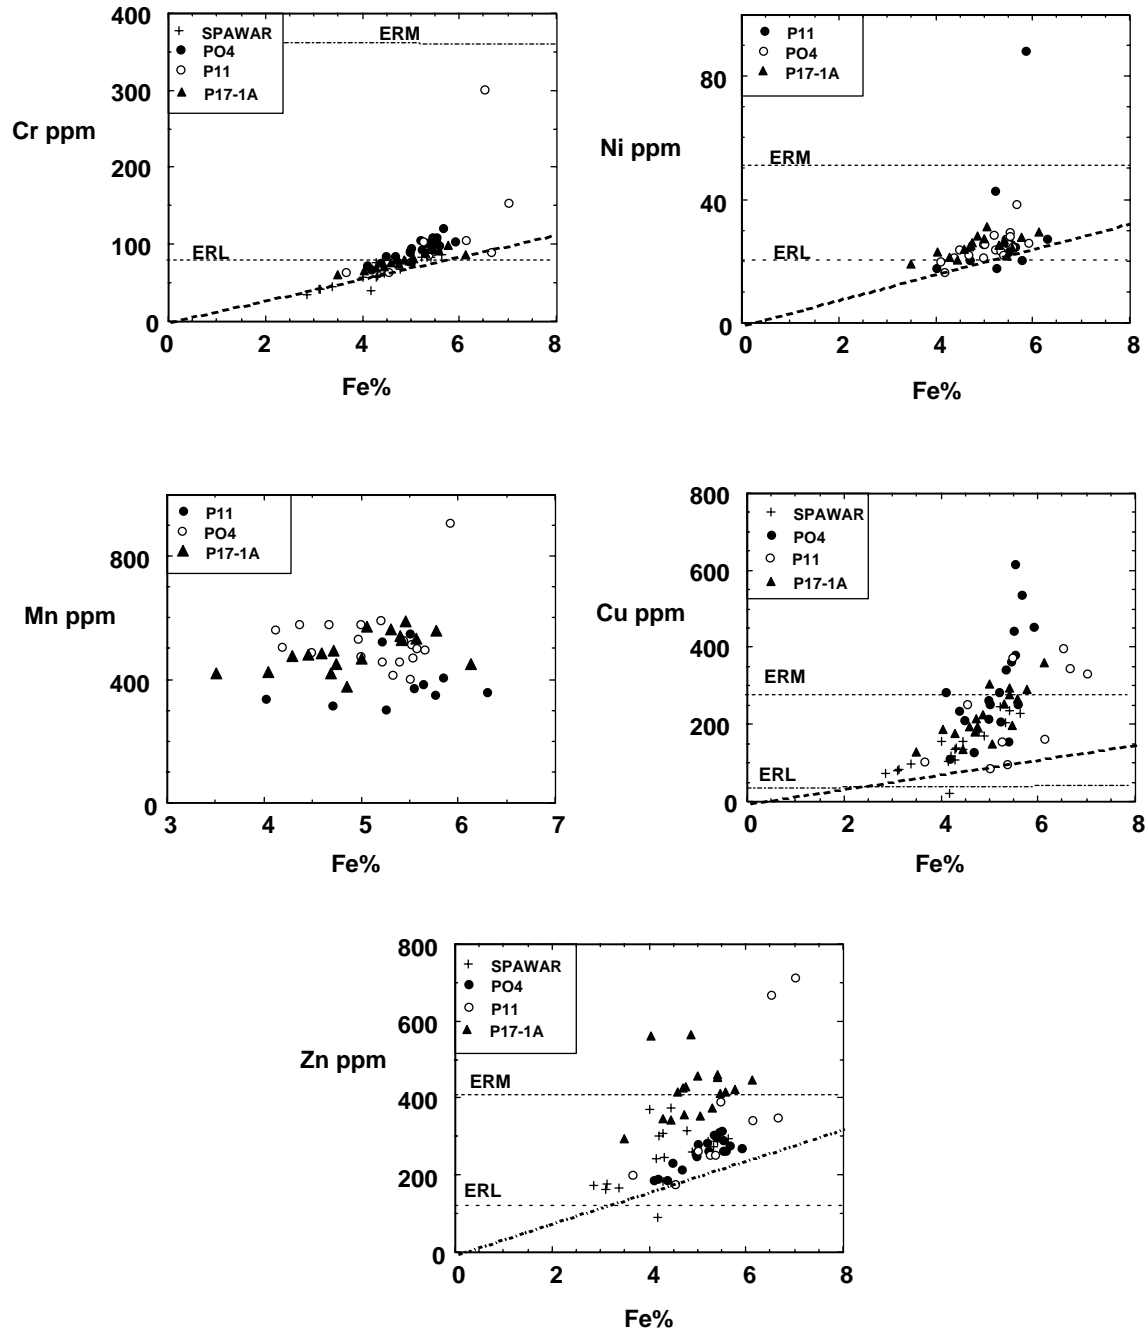 Cr ppm
400
300
200
100
0
SPAWAR
PO4
P11
P17-1A
ERM
ERL
0 2 4 6 8
Fe%
Ni ppm
80
40
0
P11
PO4
P17-1A
ERM
ERL
0 2 4 6 8
Fe%
Mn ppm
800
400
0
P11
PO4
P17-1A
3 4 5 6 7
Fe%
Cu ppm
800
600
400
200
0
SPAWAR
PO4
P11
P17-1A
ERM
ERL
0 2 4 6 8
Fe%
Zn ppm
800
600
400
200
0
SPAWAR
PO4
P11
P17-1A
ERM
ERL
0 2 4 6 8
Fe%